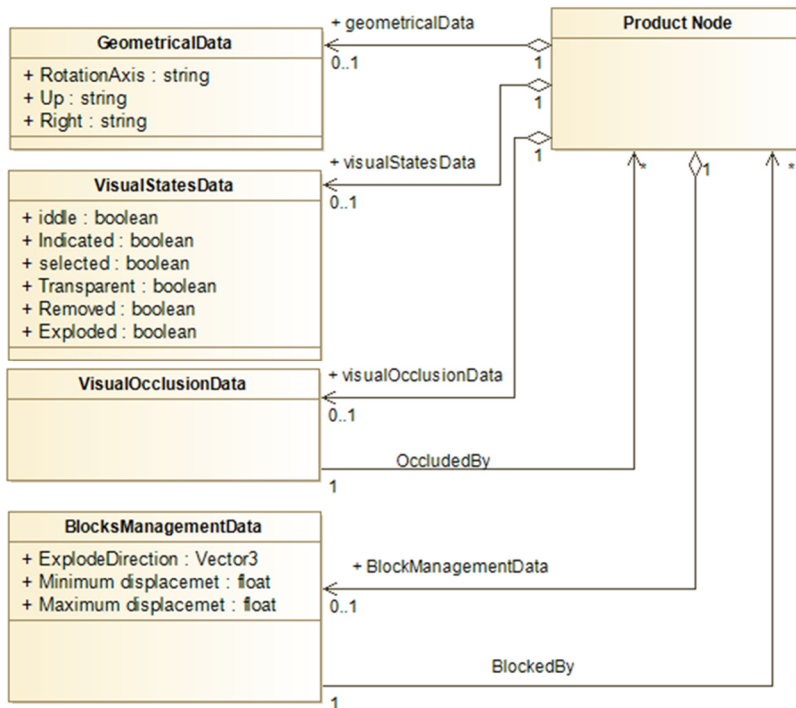 + geometricalData
Product Node
GeometricalData
0..1
1
+ RotationAxis : string
+ Up : string
+ Right : string
1
1
+ visualStatesData
*
1
*
VisualStatesData
0..1
+ iddle : boolean
+ Indicated : boolean
+ selected : boolean
+ Transparent : boolean
+ Removed : boolean
+ Exploded : boolean
VisualOcclusionData
+ visualOcclusionData
0..1
OccludedBy
1
BlocksManagementData
+ ExplodeDirection : Vector3
+ Minimum displacemet : float
+ Maximum displacemet : float
+ BlockManagementData
0..1
BlockedBy
1